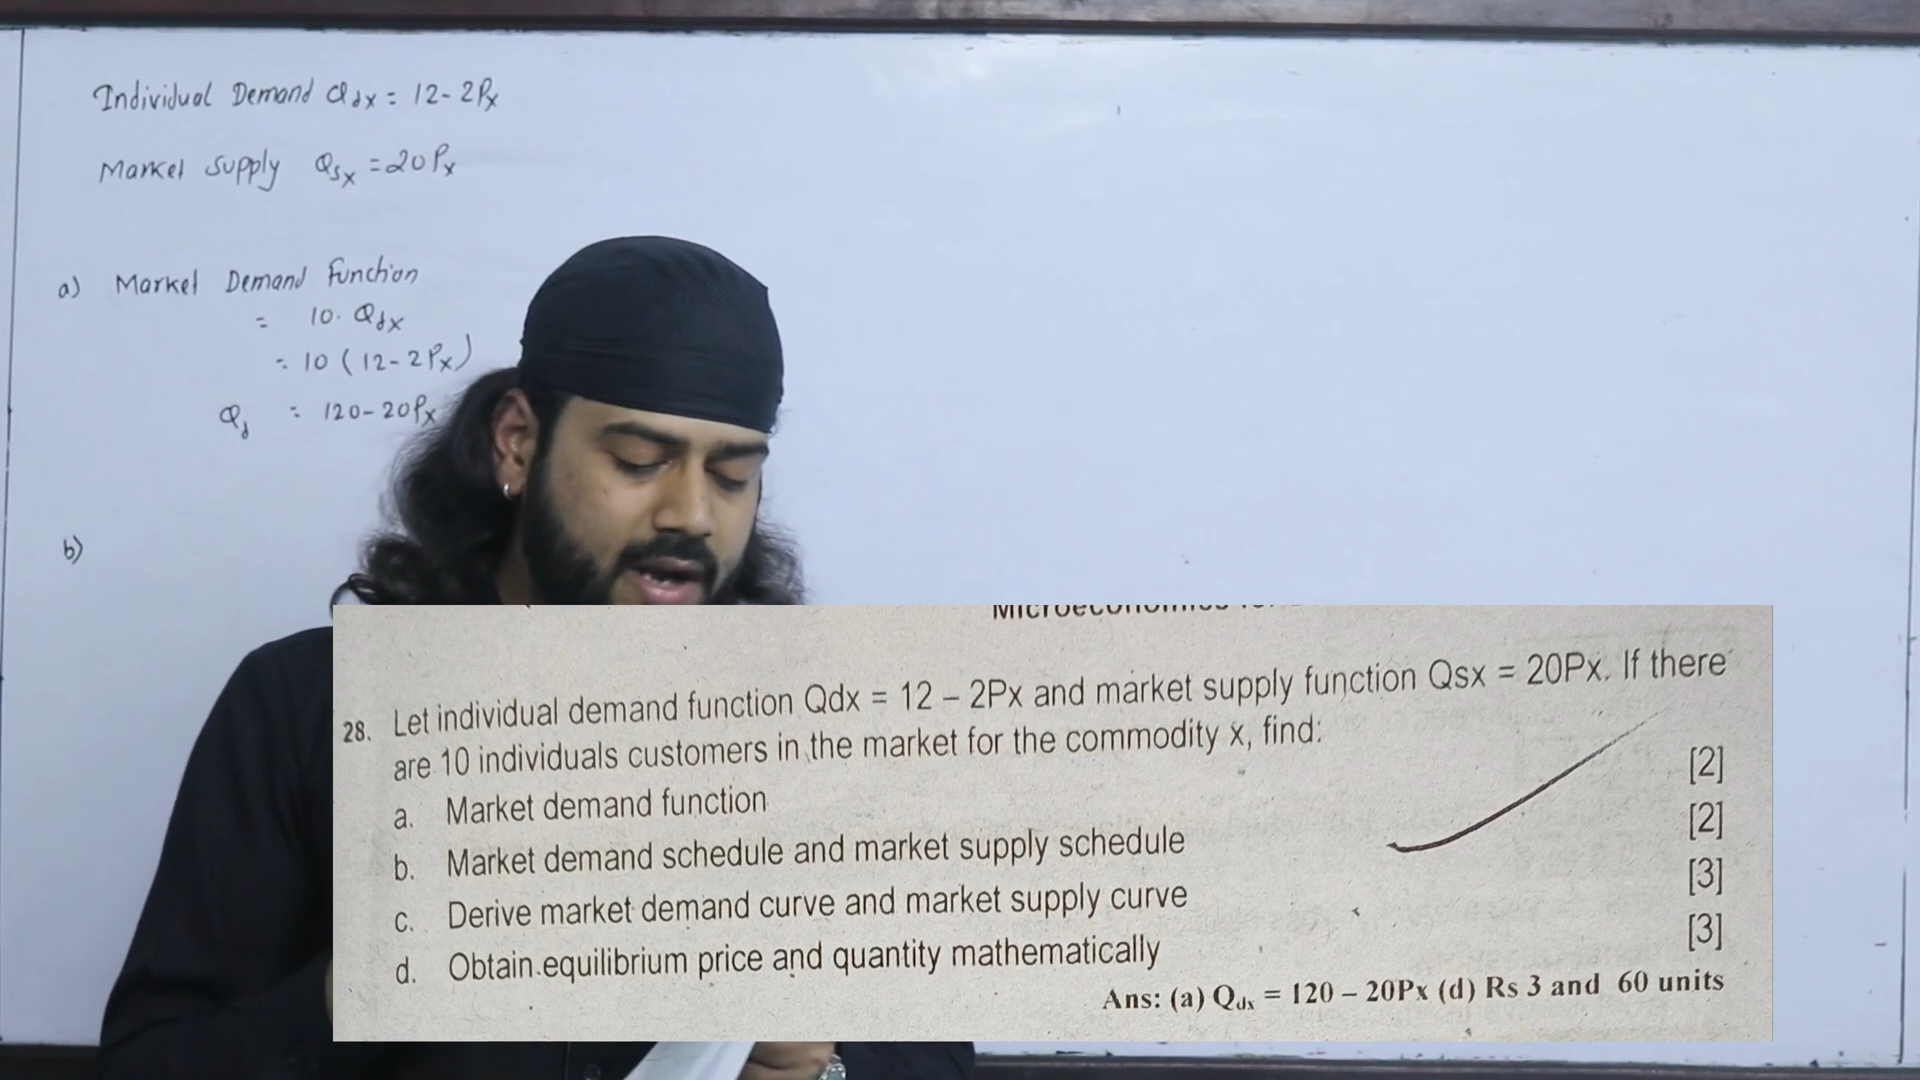 Individual Demand Qdx = 12-2Px
Market supply Qsx = 20Px
a) Market Demand Function
= 10. Qdx
= 10 (12-2Px)
Qd = 120-20Px
b)
28. Let individual demand function Qdx = 12 – 2Px and market supply function Qsx = 20Px. If there
are 10 individuals customers in the market for the commodity x, find:
a. Market demand function [2]
b. Market demand schedule and market supply schedule [2]
c. Derive market demand curve and market supply curve [3]
d. Obtain equilibrium price and quantity mathematically [3]
Ans: (a) Qdx = 120 – 20Px (d) Rs 3 and 60 units